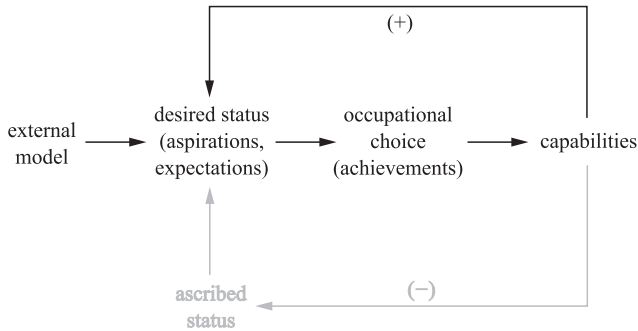 (+)
external
model
desired status
(aspirations,
expectations)
occupational
choice
(achievements)
capabilities
(−)
ascribed
status